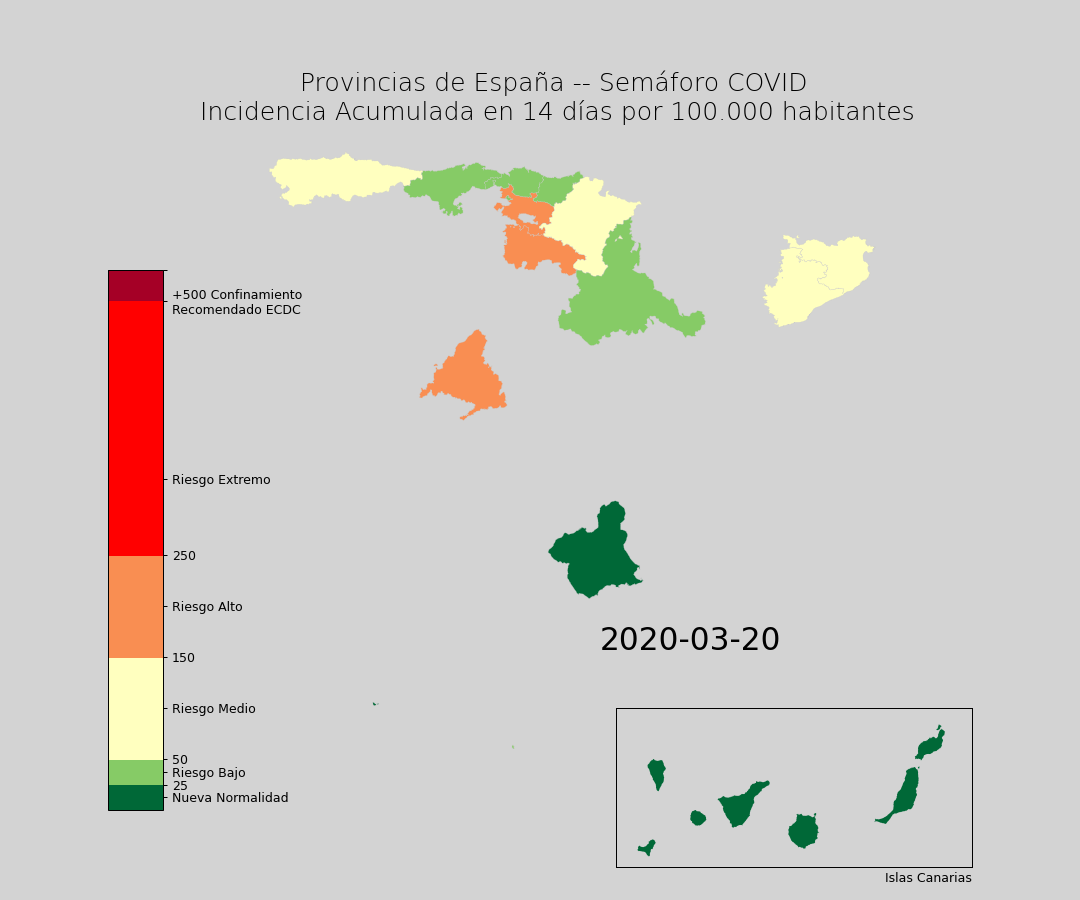 Provincias de España -- Semáforo COVID
Incidencia Acumulada en 14 días por 100.000 habitantes
+500 Confinamiento
Recomendado ECDC
Riesgo Extremo
250
Riesgo Alto
150
Riesgo Medio
50
Riesgo Bajo
25
Nueva Normalidad
2020-03-20
Islas Canarias